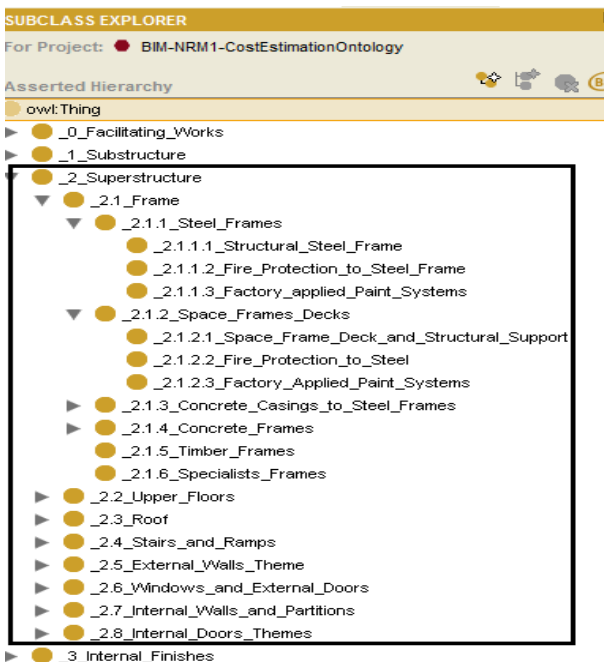 SUBCLASS EXPLORER
For Project: BIM-NRM1-CostEstimationOntology
Asserted Hierarchy
owl:Thing
_0_Facilitating_Works
_1_Substructure
_2_Superstructure
_2.1_Frame
_2.1.1_Steel_Frames
_2.1.1.1_Structural_Steel_Frame
_2.1.1.2_Fire_Protection_to_Steel_Frame
_2.1.1.3_Factory_applied_Paint_Systems
_2.1.2_Space_Frames_Decks
_2.1.2.1_Space_Frame_Deck_and_Structural_Support
_2.1.2.2_Fire_Protection_to_Steel
_2.1.2.3_Factory_Applied_Paint_Systems
_2.1.3_Concrete_Casings_to_Steel_Frames
_2.1.4_Concrete_Frames
_2.1.5_Timber_Frames
_2.1.6_Specialists_Frames
_2.2_Upper_Floors
_2.3_Roof
_2.4_Stairs_and_Ramps
_2.5_External_Walls_Theme
_2.6_Windows_and_External_Doors
_2.7_Internal_Walls_and_Partitions
_2.8_Internal_Doors_Themes
_3_Internal_Finishes